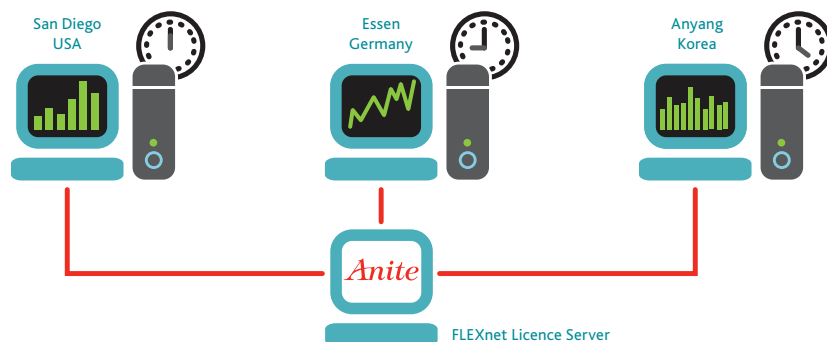 San Diego
USA
Essen
Germany
Anyang
Korea
Anite
FLEXnet Licence Server